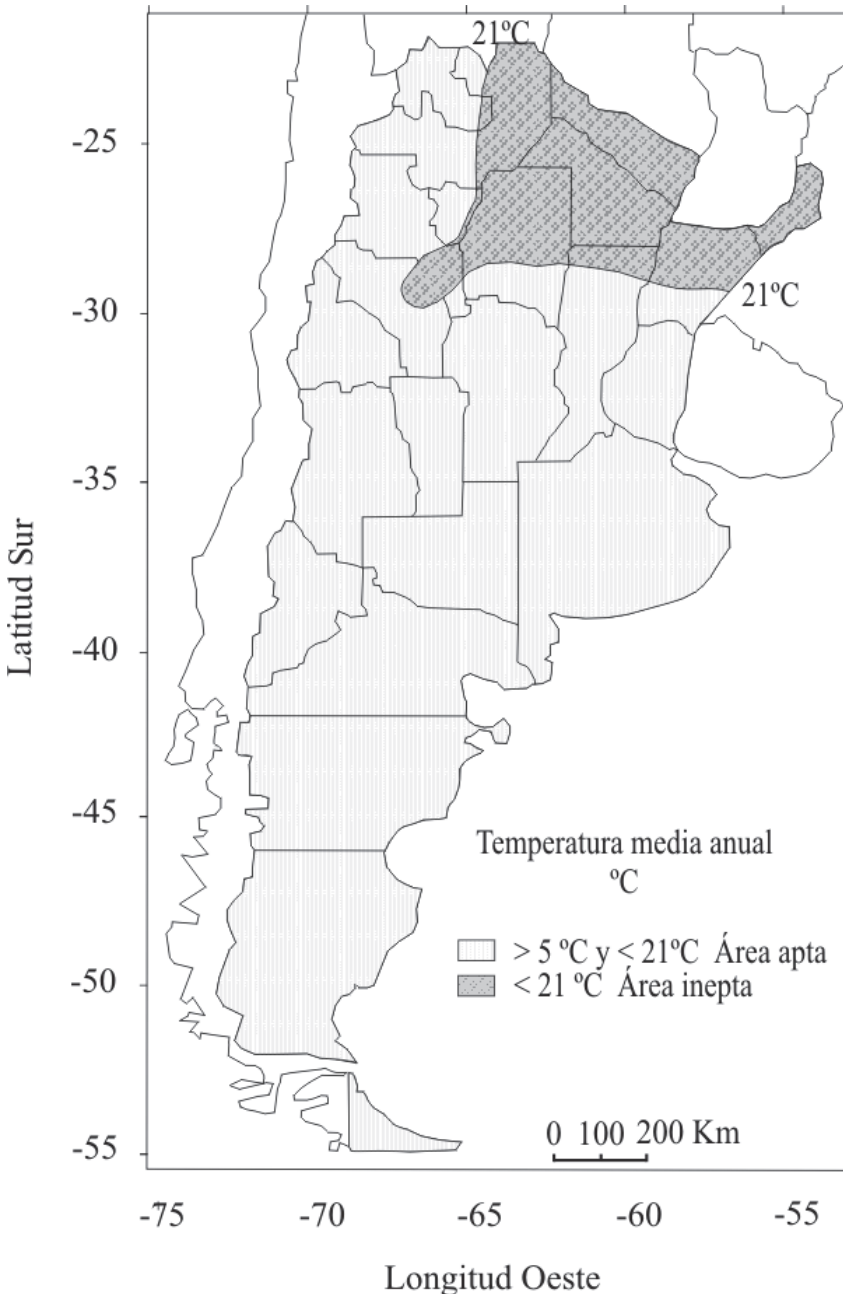 21ºC
-25
-30
21ºC
-35
-40
-45
-50
-55
Latitud Sur
Temperatura media anual
ºC
> 5 ºC y < 21ºC Área apta
< 21 ºC Área inepta
0 100 200 Km
-75 -70 -65 -60 -55
Longitud Oeste